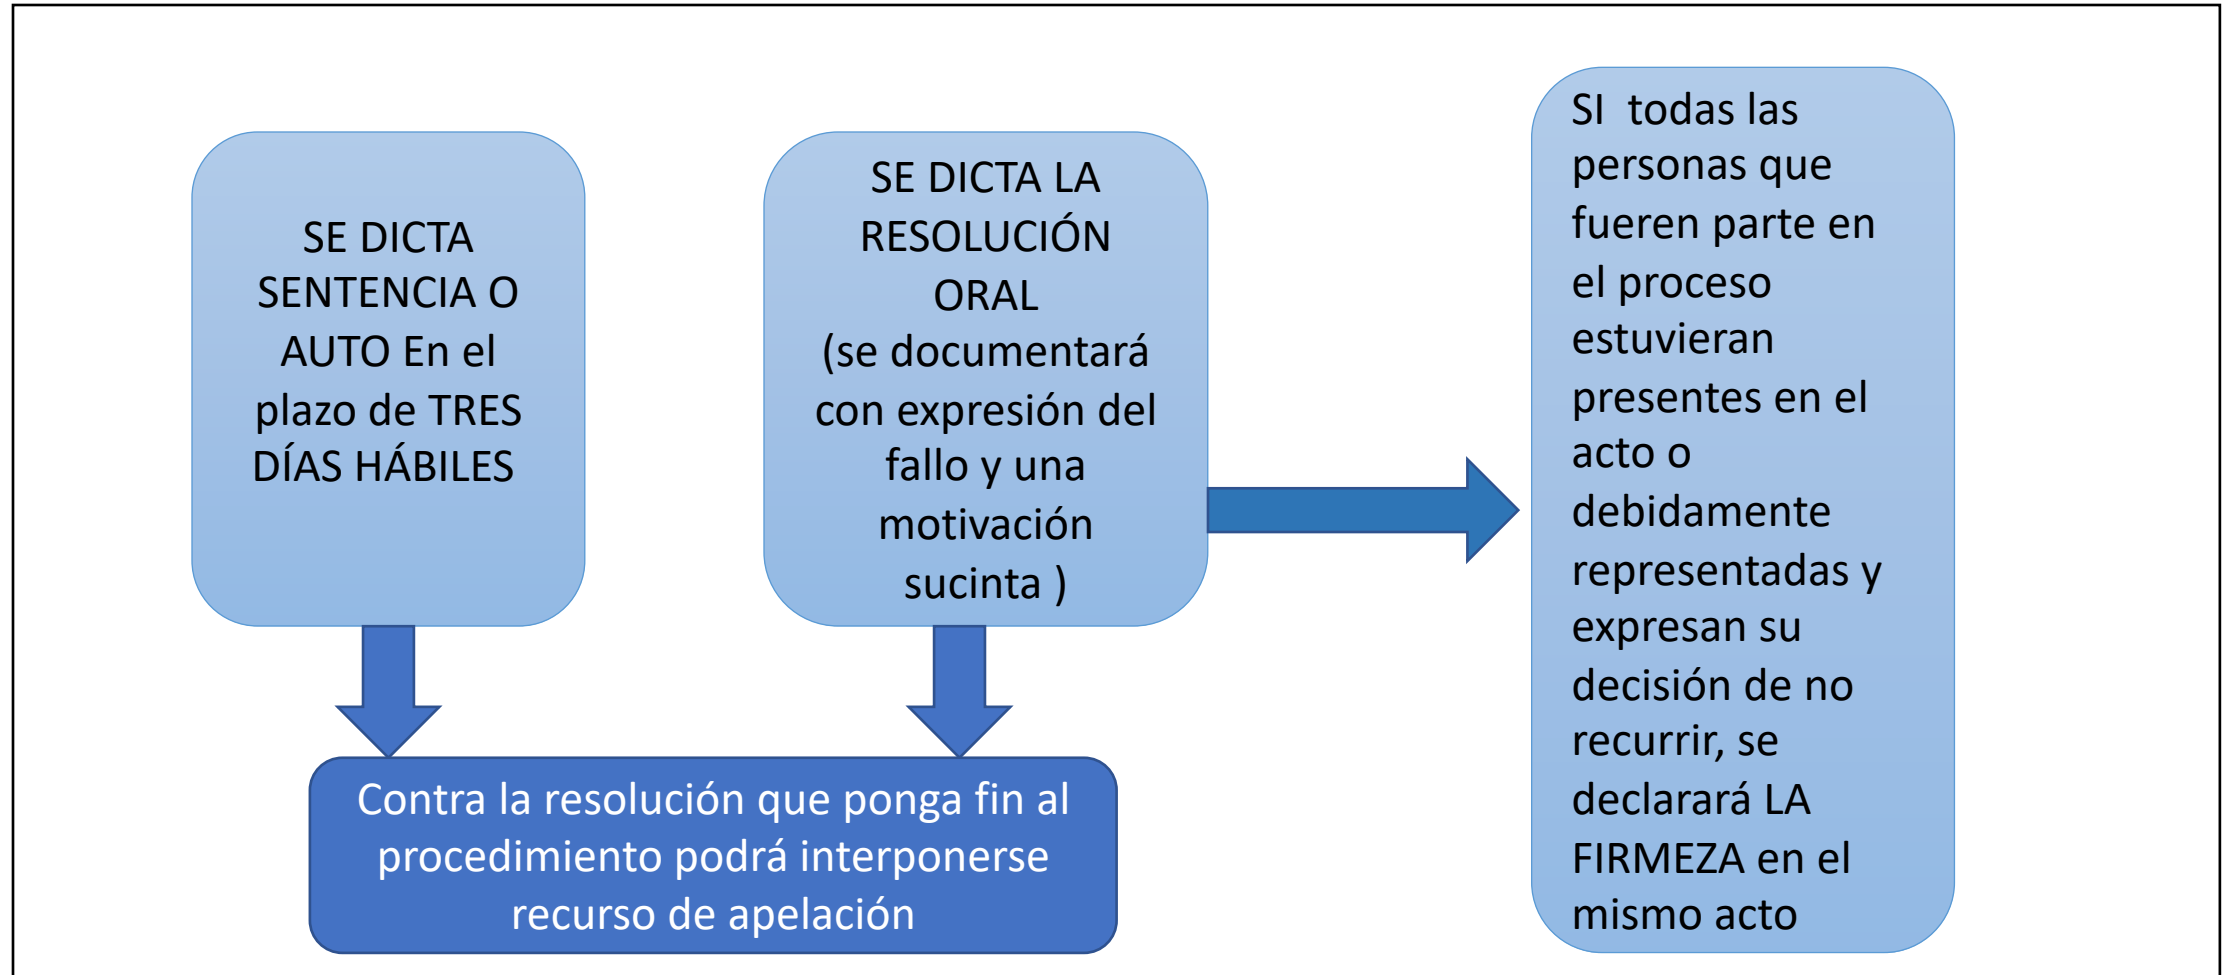 SE DICTA
SENTENCIA O
AUTO En el
plazo de TRES
DÍAS HÁBILES
SE DICTA LA
RESOLUCIÓN
ORAL
(se documentará
con expresión del
fallo y una
motivación
sucinta )
SI todas las
personas que
fueren parte en
el proceso
estuvieran
presentes en el
acto o
debidamente
representadas y
expresan su
decisión de no
recurrir, se
declarará LA
FIRMEZA en el
mismo acto
Contra la resolución que ponga fin al
procedimiento podrá interponerse
recurso de apelación